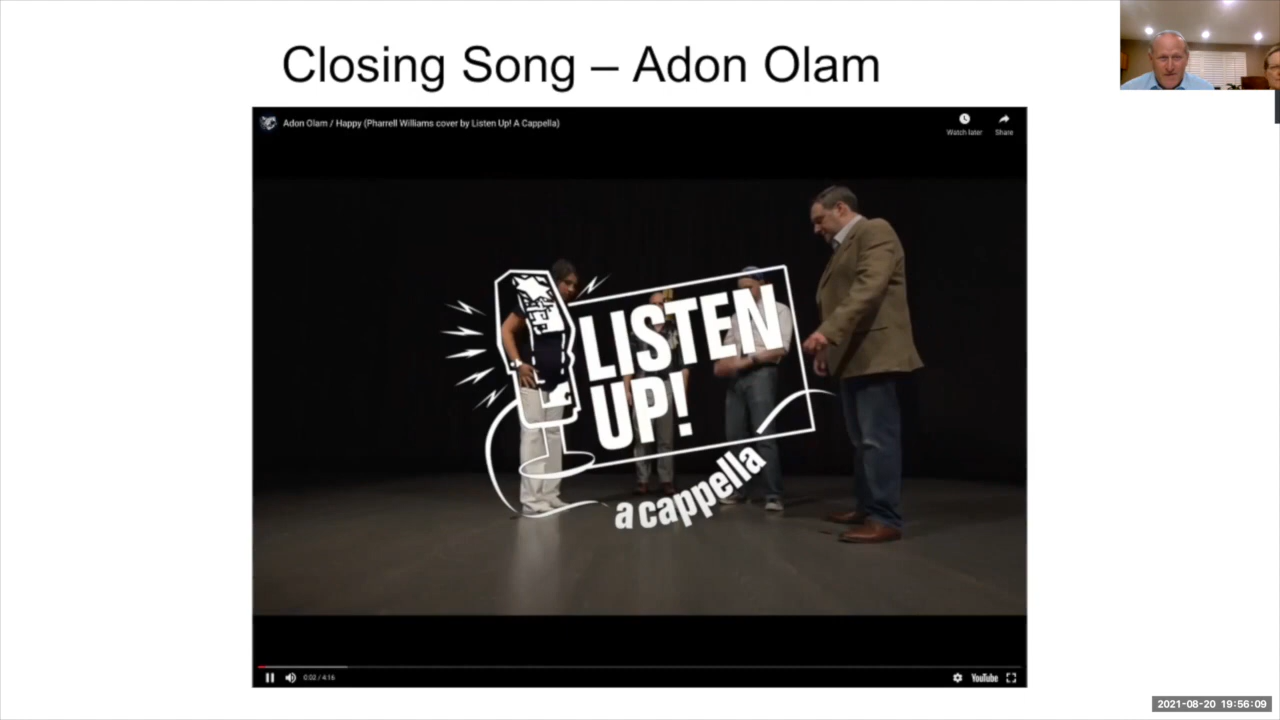 Closing Song – Adon Olam
Adon Olam / Happy (Pharrell Williams cover by Listen Up! A Cappella)
Watch later
Share
LISTEN
UP!
a cappella
0:02 / 4:16
YouTube
2021-08-20 19:56:09